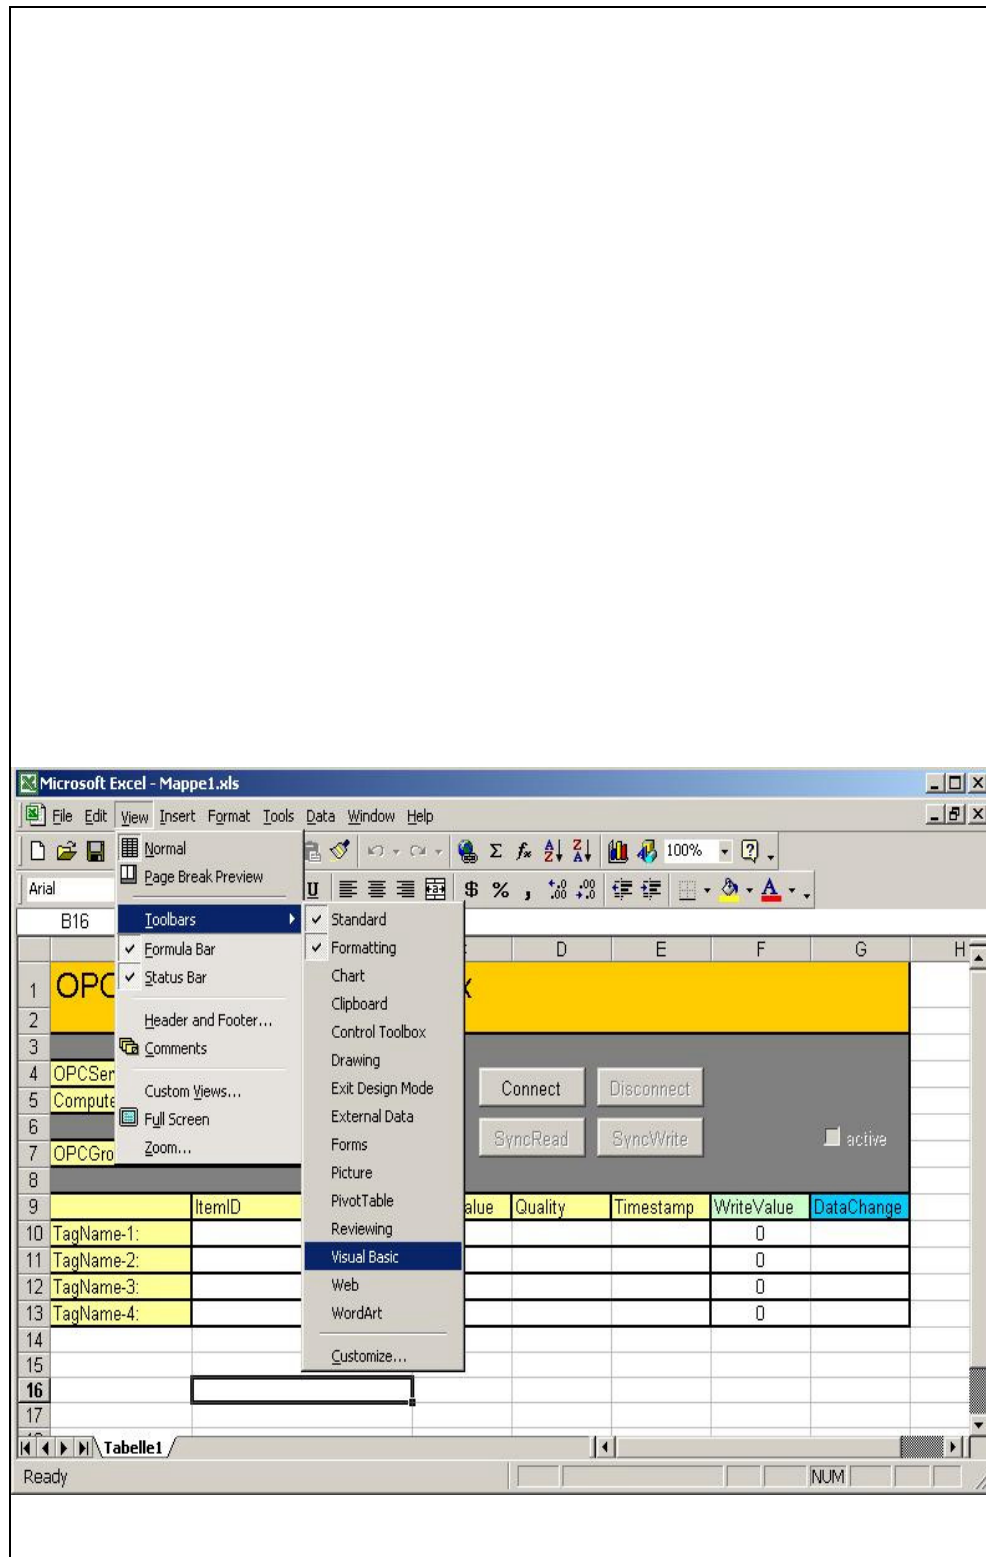 Microsoft Excel - Mappe1.xls
File Edit View Insert Format Tools Data Window Help
100%
Arial
B16
Normal
Page Break Preview
Toolbars
Formula Bar
Status Bar
Header and Footer...
Comments
Custom Views...
Full Screen
Zoom...
Standard
Formatting
Chart
Clipboard
Control Toolbox
Drawing
Exit Design Mode
External Data
Forms
Picture
PivotTable
Reviewing
Visual Basic
Web
WordArt
Customize...
D E F G H
1 OPC
2
3
4 Connect Disconnect
5
6
7 SyncRead SyncWrite active
8
9 ItemID Quality Timestamp WriteValue DataChange
10 TagName-1: 0
11 TagName-2: 0
12 TagName-3: 0
13 TagName-4: 0
14
15
16
17
Tabelle1
Ready NUM